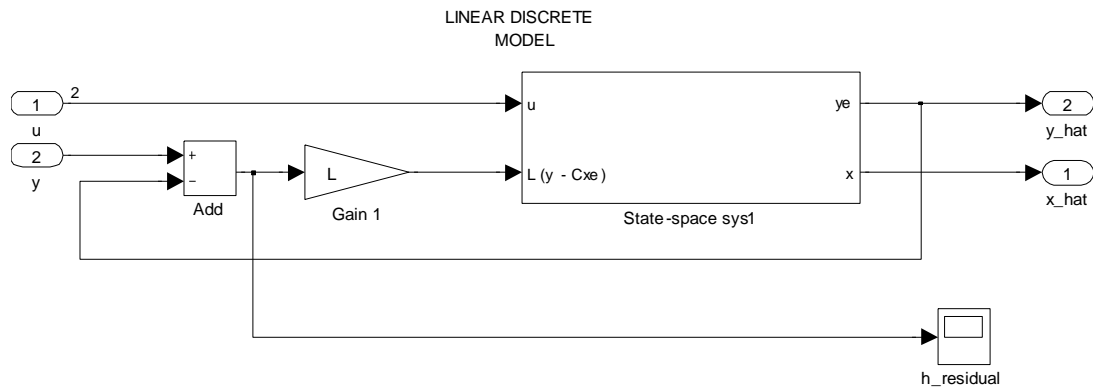 LINEAR DISCRETE
MODEL
1
2
u
u
ye
2
y_hat
2
y
+
−
Add
L
Gain 1
L (y - Cxe)
x
1
x_hat
State-space sys1
h_residual